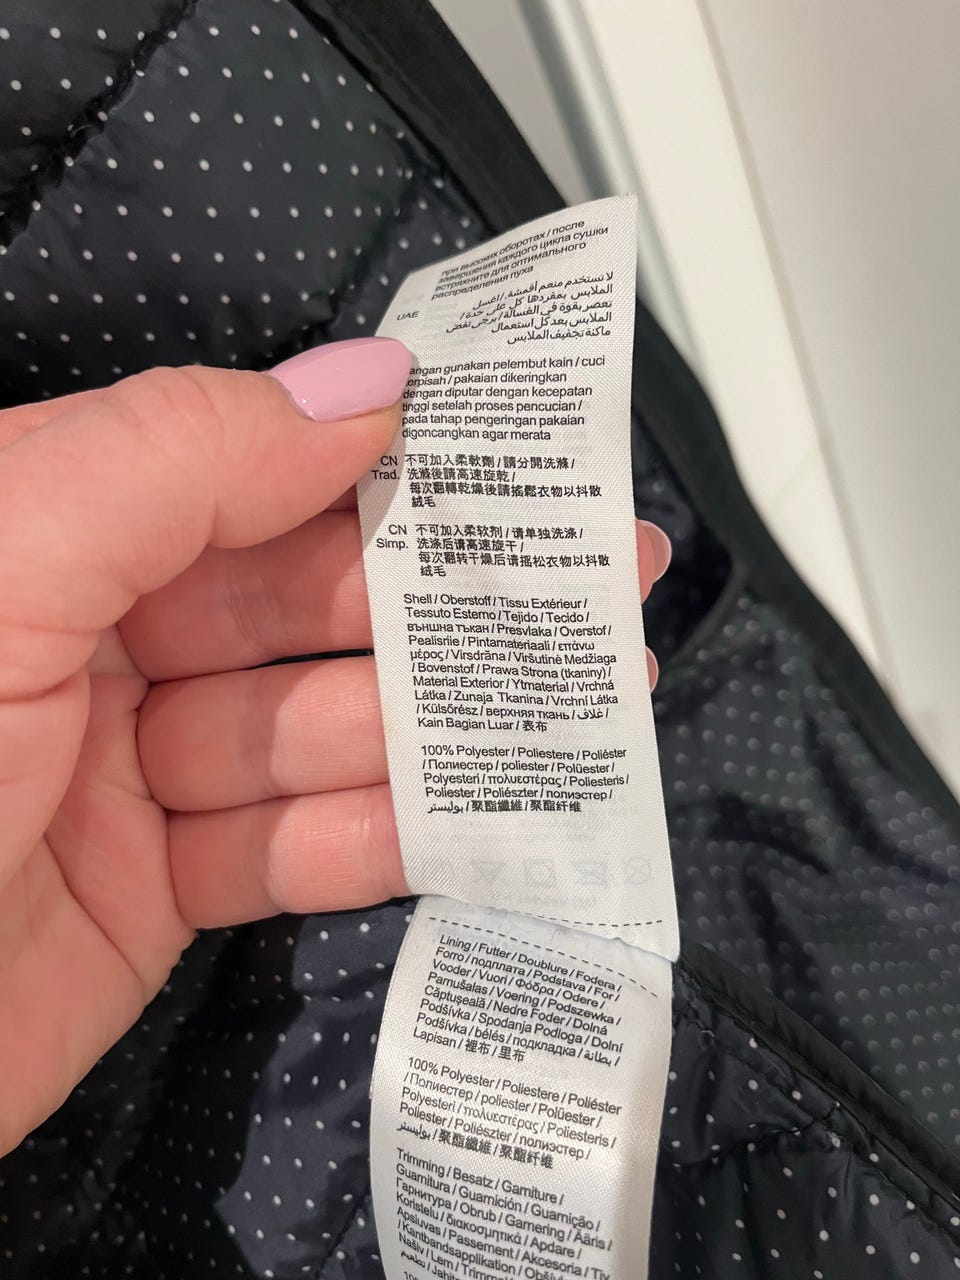 при высоких оборотах / после
завершения каждого цикла сушки
встряхните для оптимального
распределения пуха
UAE
لا تستخدم منعم أقمشة. / اغسل
الملابس بمفردها كل على حدة /
تعصر بقوة في الغسالة / يرجى نفض
الملابس بعد كل استعمال
ماكنة تجفيف الملابس
angan gunakan pelembut kain / cuci
erpisah / pakaian dikeringkan
dengan diputar dengan kecepatan
tinggi setelah proses pencucian /
pada tahap pengeringan pakaian
digoncangkan agar merata
CN 不可加入柔軟劑 / 請分開洗滌 /
Trad. 洗滌後請高速旋乾 /
每次翻轉乾燥後請搖鬆衣物以抖散
絨毛
CN 不可加入柔软剂 / 请单独洗涤 /
Simp. 洗涤后请高速旋干 /
每次翻转干燥后请摇松衣物以抖散
绒毛
Shell / Oberstoff / Tissu Extérieur /
Tessuto Esterno / Tejido / Tecido /
външна тъкан / Presvlaka / Overstof /
Pealisriie / Pintamateriaali / επάνω
μέρος / Virsdrāna / Viršutinė Medžiaga
/ Bovenstof / Prawa Strona (tkaniny) /
Material Exterior / Ytmaterial / Vrchná
Látka / Zunaja Tkanina / Vrchní Látka
/ Külsőrész / верхняя ткань / غلاف /
Kain Bagian Luar / 表布
100% Polyester / Poliestere / Poliéster
/ Полиестер / poliester / Polüester /
Polyesteri / πολυεστέρας / Poliesteris /
Poliester / Poliészter / полиэстер /
بوليستر / 聚酯纖維 / 聚酯纤维
Lining / Futter / Doublure / Fodera /
Forro / подплата / Podstava / For /
Vooder / Vuori / Φόδρα / Odere /
Pamušalas / Voering / Podszewka /
Căptuşeală / Nedre Foder / Dolná
Podšívka / Spodanja Podloga / Dolní
Podšívka / bélés / подкладка / بطانة /
Lapisan / 裡布 / 里布
100% Polyester / Poliestere / Poliéster
/ Полиестер / poliester / Polüester /
Polyesteri / πολυεστέρας / Poliesteris /
Poliester / Poliészter / полиэстер /
بوليستر / 聚酯纖維 / 聚酯纤维
Trimming / Besatz / Garniture /
Guarnitura / Guarnición / Guarnição /
Гарнитура / Obrub / Garnering / Ääris /
Koristelu / διακοσμητικά / Apdare /
Apsiuvas / Passement / Akcesoria / Tiv
/ Kantbandsapplikation / Obšív
Našiv / Lem / Trimm